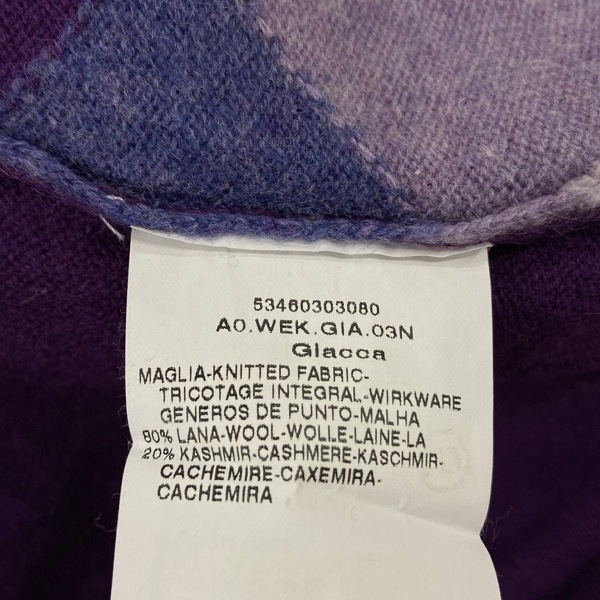 53460303080
A0.WEK.GIA.03N
Giacca
MAGLIA-KNITTED FABRIC-
TRICOTAGE INTEGRAL-WIRKWARE
GENEROS DE PUNTO-MALHA
80% LANA-WOOL-WOLLE-LAINE-LA
20% KASHMIR-CASHMERE-KASCHMIR-
CACHEMIRE-CAXEMIRA-
CACHEMIRA